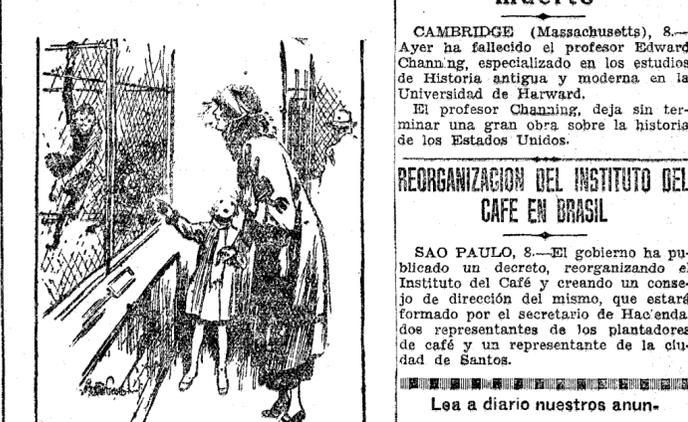 muerto
CAMBRIDGE (Massachusetts), 8.—
Ayer ha fallecido el profesor Edward
Channing, especializado en los estudios
de Historia antigua y moderna en la
Universidad de Harward.
El profesor Channing, deja sin ter-
minar una gran obra sobre la historia
de los Estados Unidos.
REORGANIZACION DEL INSTITUTO DEL
CAFE EN BRASIL
SAO PAULO, 8.—El gobierno ha pu-
blicado un decreto, reorganizando el
Instituto del Café y creando un conse-
jo de dirección del mismo, que estará
formado por el secretario de Hacienda
dos representantes de los plantadores
de café y un representante de la ciu-
dad de Santos.
Lea a diario nuestros anun-